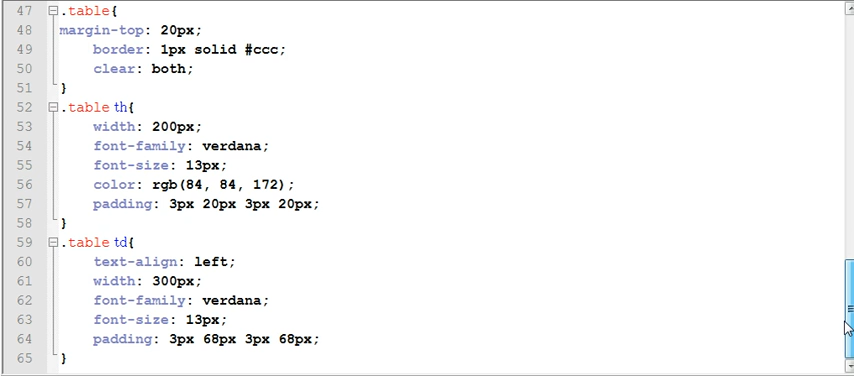 47 .table{
48 margin-top: 20px;
49 border: 1px solid #ccc;
50 clear: both;
51 }
52 .table th{
53 width: 200px;
54 font-family: verdana;
55 font-size: 13px;
56 color: rgb(84, 84, 172);
57 padding: 3px 20px 3px 20px;
58 }
59 .table td{
60 text-align: left;
61 width: 300px;
62 font-family: verdana;
63 font-size: 13px;
64 padding: 3px 68px 3px 68px;
65 }